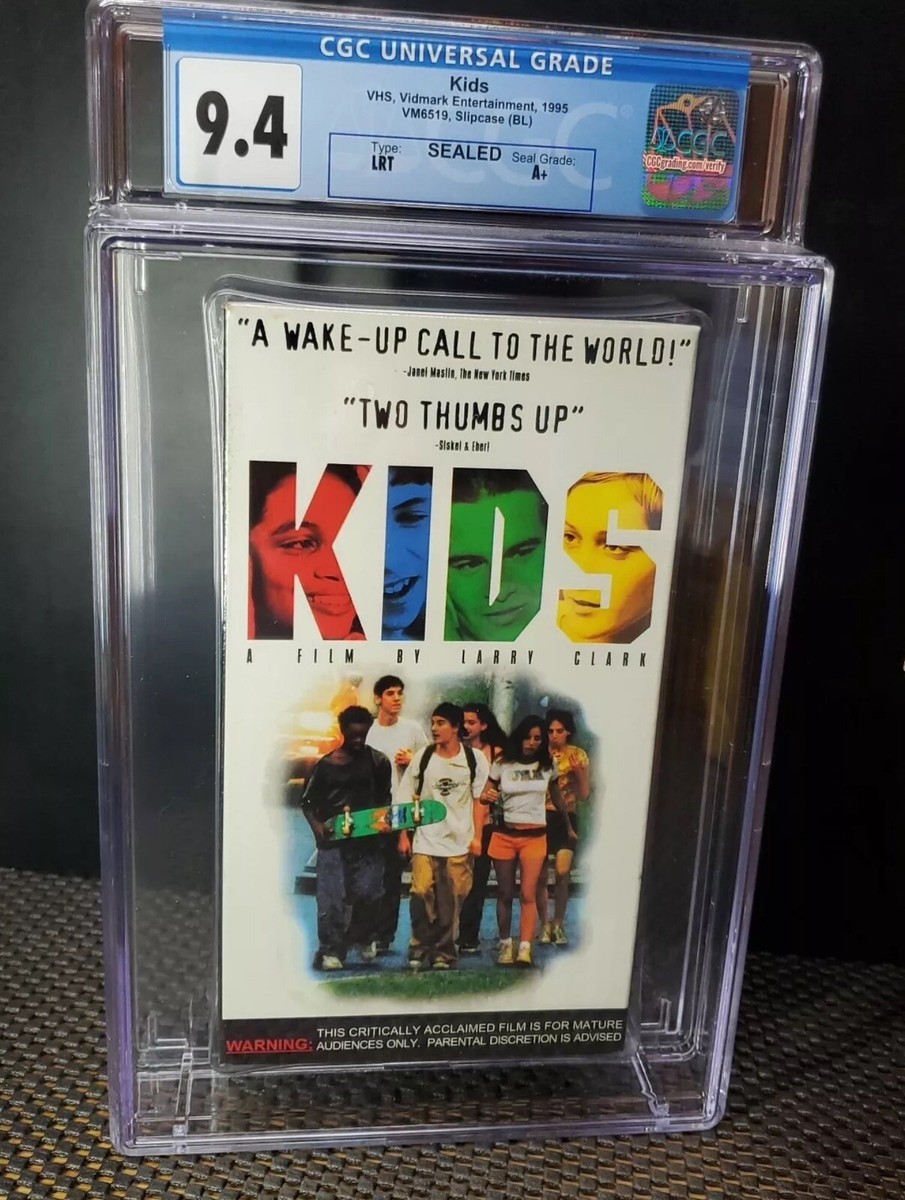 CGC UNIVERSAL GRADE
9.4
Kids
VHS, Vidmark Entertainment, 1995
VM6519, Slipcase (BL)
Type: SEALED Seal Grade:
LRT A+
CGC
CGCgrading.com/verify
"A WAKE-UP CALL TO THE WORLD!"
-Janet Maslin, The New York Times
"TWO THUMBS UP"
-Siskel & Ebert
KIDS
A FILM BY LARRY CLARK
THIS CRITICALLY ACCLAIMED FILM IS FOR MATURE
WARNING: AUDIENCES ONLY. PARENTAL DISCRETION IS ADVISED